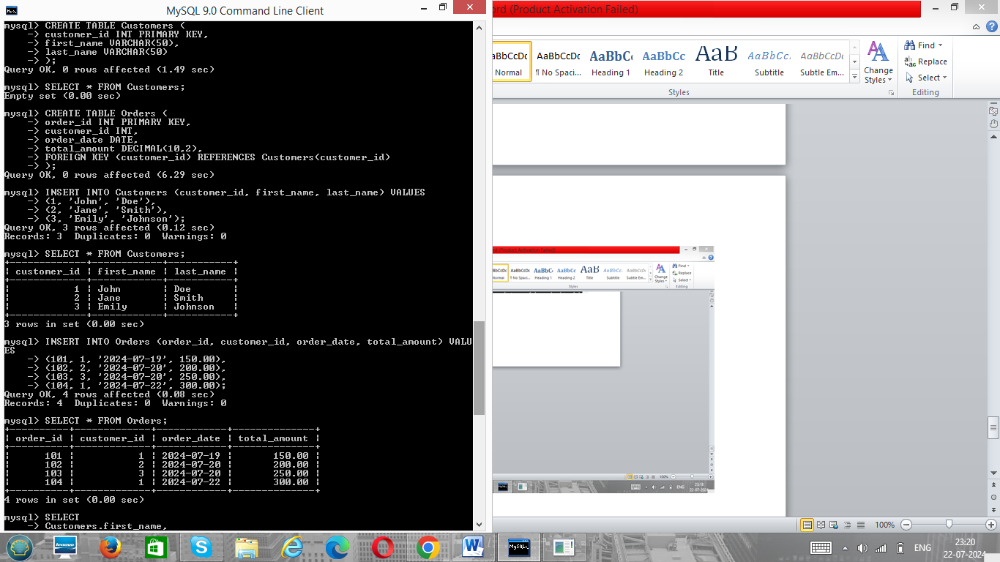 MySQL 9.0 Command Line Client
mysql> CREATE TABLE Customers (
    -> customer_id INT PRIMARY KEY,
    -> first_name VARCHAR(50),
    -> last_name VARCHAR(50)
    -> );
Query OK, 0 rows affected (1.49 sec)
mysql> SELECT * FROM Customers;
Empty set (0.00 sec)
mysql> CREATE TABLE Orders (
    -> order_id INT PRIMARY KEY,
    -> customer_id INT,
    -> order_date DATE,
    -> total_amount DECIMAL(10,2),
    -> FOREIGN KEY (customer_id) REFERENCES Customers(customer_id)
    -> );
Query OK, 0 rows affected (6.29 sec)
mysql> INSERT INTO Customers (customer_id, first_name, last_name) VALUES
    -> (1, 'John', 'Doe'),
    -> (2, 'Jane', 'Smith'),
    -> (3, 'Emily', 'Johnson');
Query OK, 3 rows affected (0.12 sec)
Records: 3  Duplicates: 0  Warnings: 0
mysql> SELECT * FROM Customers;
+-------------+------------+-----------+
| customer_id | first_name | last_name |
+-------------+------------+-----------+
|           1 | John       | Doe       |
|           2 | Jane       | Smith     |
|           3 | Emily      | Johnson   |
+-------------+------------+-----------+
3 rows in set (0.00 sec)
mysql> INSERT INTO Orders (order_id, customer_id, order_date, total_amount) VALU
ES
    -> (101, 1, '2024-07-19', 150.00),
    -> (102, 2, '2024-07-20', 200.00),
    -> (103, 3, '2024-07-20', 250.00),
    -> (104, 1, '2024-07-22', 300.00);
Query OK, 4 rows affected (0.08 sec)
Records: 4  Duplicates: 0  Warnings: 0
mysql> SELECT * FROM Orders;
+----------+-------------+------------+--------------+
| order_id | customer_id | order_date | total_amount |
+----------+-------------+------------+--------------+
|      101 |           1 | 2024-07-19 |       150.00 |
|      102 |           2 | 2024-07-20 |       200.00 |
|      103 |           3 | 2024-07-20 |       250.00 |
|      104 |           1 | 2024-07-22 |       300.00 |
+----------+-------------+------------+--------------+
4 rows in set (0.00 sec)
mysql> SELECT
    -> Customers.first_name,
ord (Product Activation Failed)
aBbCcDc AaBbCcDc AaBbC AaBbCc AaB AaBbCc. AaBbCcDc
Normal ¶ No Spaci... Heading 1 Heading 2 Title Subtitle Subtle Em...
Change
Styles
Find
Replace
Select
Styles
Editing
(Product Activation Failed)
BbCcDc AaBbCcDc AaBbCc AaBbCc AaB AaBbCc. AaBbCcDc
Normal ¶ No Spaci... Heading 1 Heading 2 Title Subtitle Subtle Em...
Change
Styles
Find
Replace
Select
Styles
Editing
100%
ENG
23:18
22-07-2024
100%
lenovo
MySQL
ENG
23:20
22-07-2024